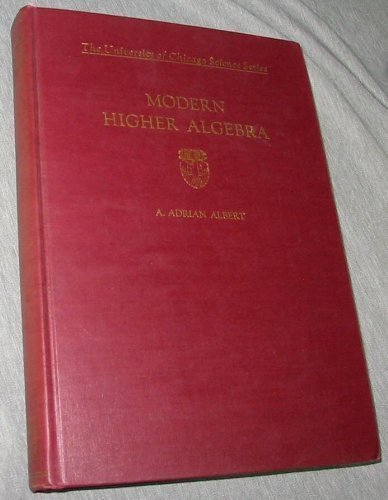 The University of Chicago Science Series
MODERN
HIGHER ALGEBRA
A. ADRIAN ALBERT